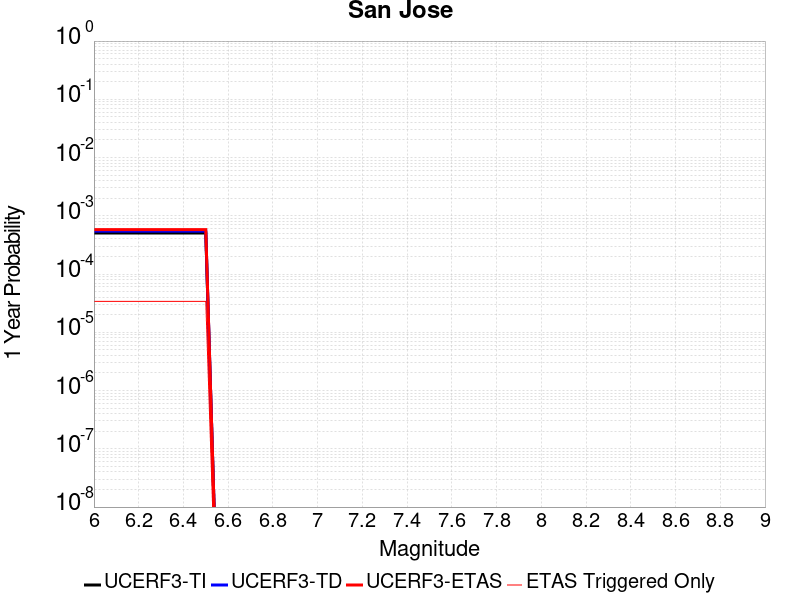 San Jose
10^0
10^-1
10^-2
10^-3
10^-4
10^-5
10^-6
10^-7
10^-8
1 Year Probability
6 6.2 6.4 6.6 6.8 7 7.2 7.4 7.6 7.8 8 8.2 8.4 8.6 8.8 9
Magnitude
UCERF3-TI UCERF3-TD UCERF3-ETAS ETAS Triggered Only